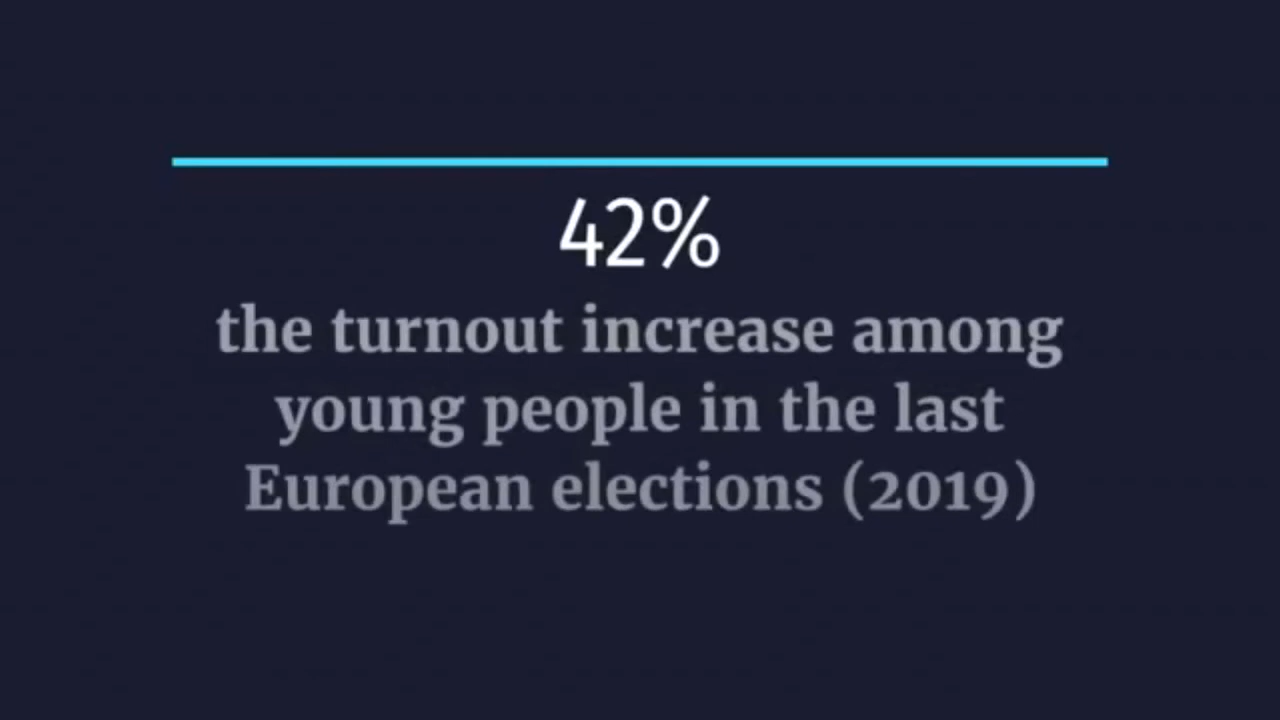 42%
the turnout increase among
young people in the last
European elections (2019)